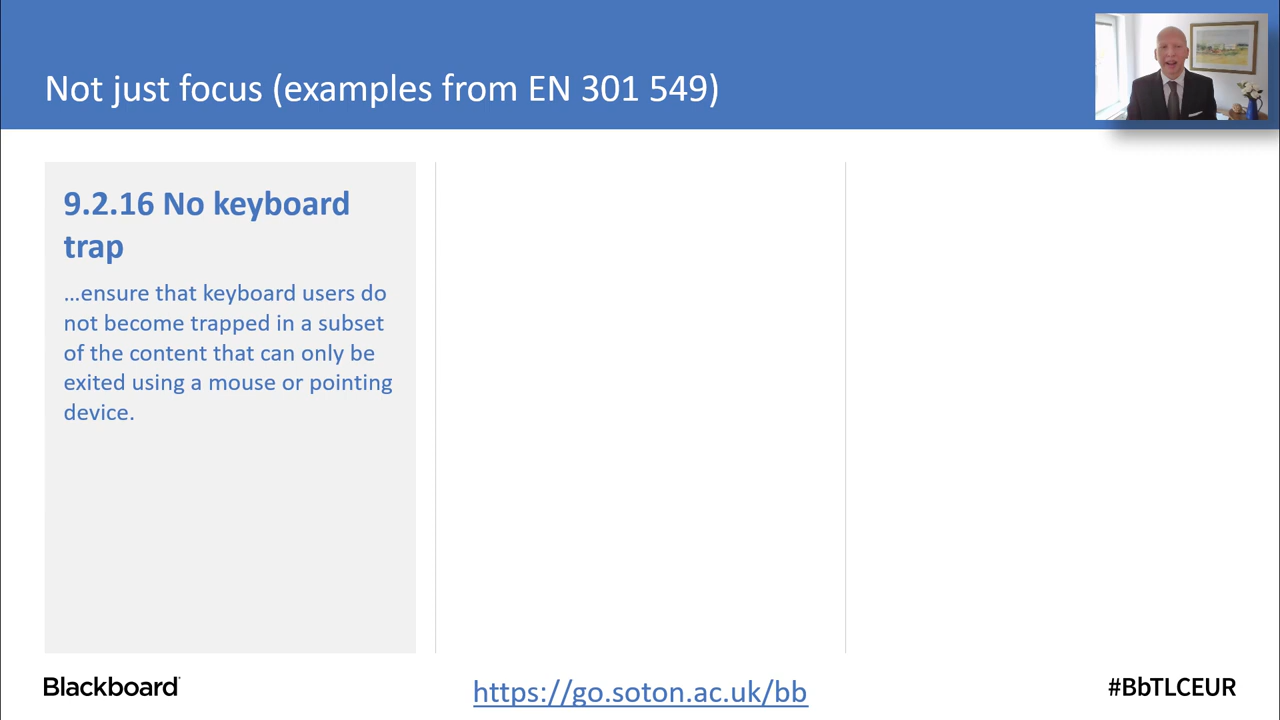 Not just focus (examples from EN 301 549)
9.2.16 No keyboard
trap
...ensure that keyboard users do
not become trapped in a subset
of the content that can only be
exited using a mouse or pointing
device.
Blackboard
https://go.soton.ac.uk/bb
#BbTLCEUR